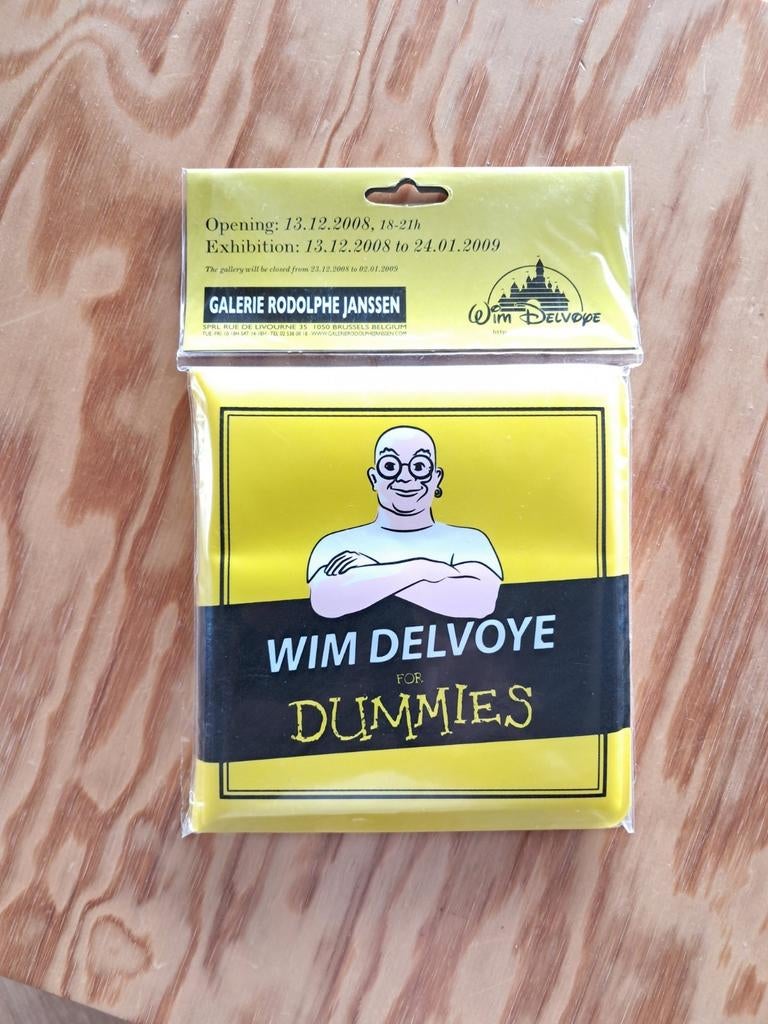 Opening: 13.12.2008, 18-21h
Exhibition: 13.12.2008 to 24.01.2009
The gallery will be closed from 23.12.2008 to 02.01.2009
GALERIE RODOLPHE JANSSEN
SPRL RUE DE LIVOURNE 35 1050 BRUSSELS BELGIUM
Wim Delvoye
WIM DELVOYE
FOR
DUMMIES